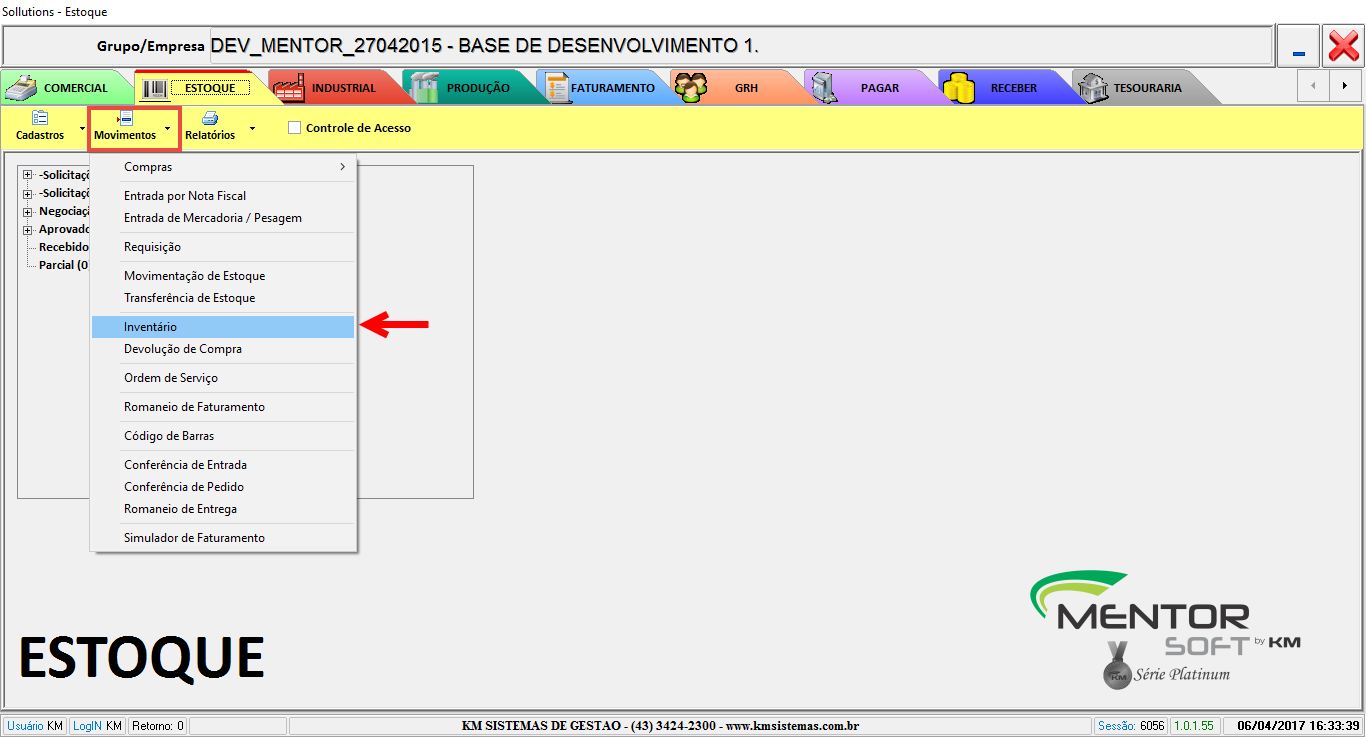 Sollutions - Estoque
Grupo/Empresa DEV_MENTOR_27042015 - BASE DE DESENVOLVIMENTO 1.
COMERCIAL ESTOQUE INDUSTRIAL PRODUÇÃO FATURAMENTO GRH PAGAR RECEBER TESOURARIA
Cadastros Movimentos Relatórios Controle de Acesso
-Solicitaçõ
-Solicitaçõ
Negociaçã
Aprovado
Recebido
Parcial (0)
Compras
Entrada por Nota Fiscal
Entrada de Mercadoria / Pesagem
Requisição
Movimentação de Estoque
Transferência de Estoque
Inventário
Devolução de Compra
Ordem de Serviço
Romaneio de Faturamento
Código de Barras
Conferência de Entrada
Conferência de Pedido
Romaneio de Entrega
Simulador de Faturamento
ESTOQUE
MENTOR
SOFT by KM
KM Série Platinum
Usuário KM LogIN KM Retorno: 0 KM SISTEMAS DE GESTAO - (43) 3424-2300 - www.kmsistemas.com.br Sessão: 6056 1.0.1.55 06/04/2017 16:33:39